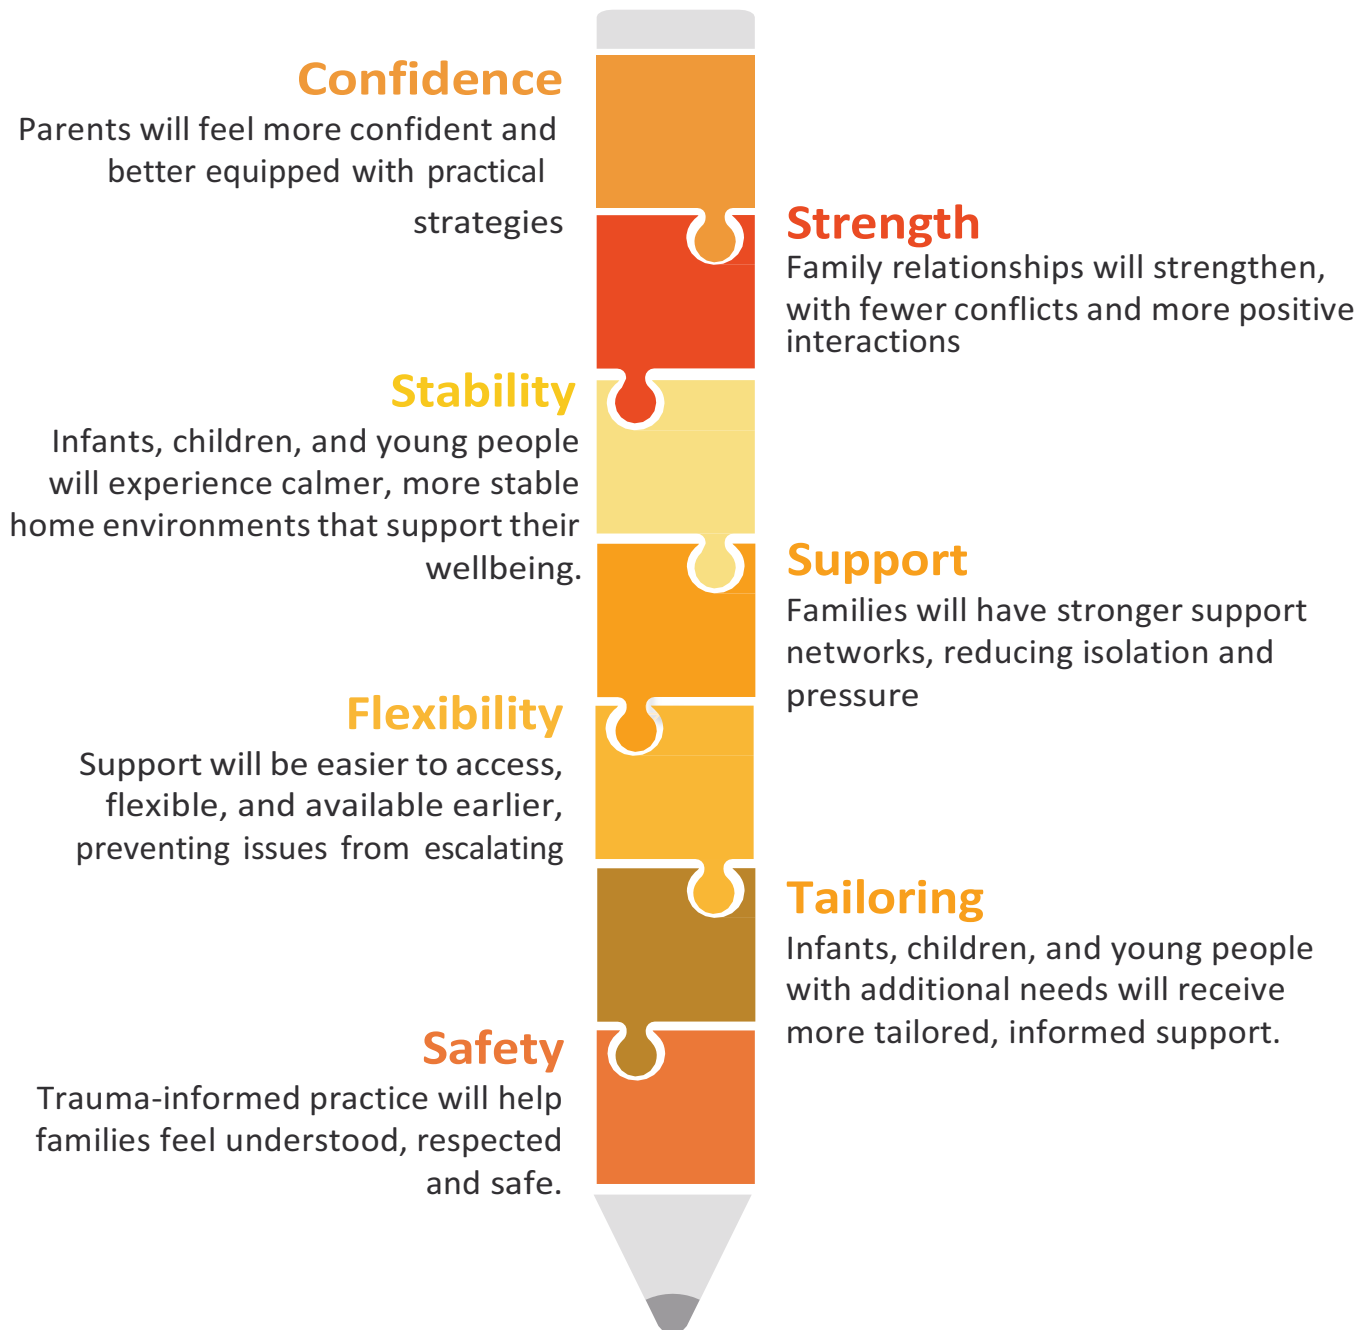 Confidence
Parents will feel more confident and
better equipped with practical
strategies
Strength
Family relationships will strengthen,
with fewer conflicts and more positive
interactions
Stability
Infants, children, and young people
will experience calmer, more stable
home environments that support their
wellbeing.
Support
Families will have stronger support
networks, reducing isolation and
pressure
Flexibility
Support will be easier to access,
flexible, and available earlier,
preventing issues from escalating
Tailoring
Infants, children, and young people
with additional needs will receive
more tailored, informed support.
Safety
Trauma-informed practice will help
families feel understood, respected
and safe.